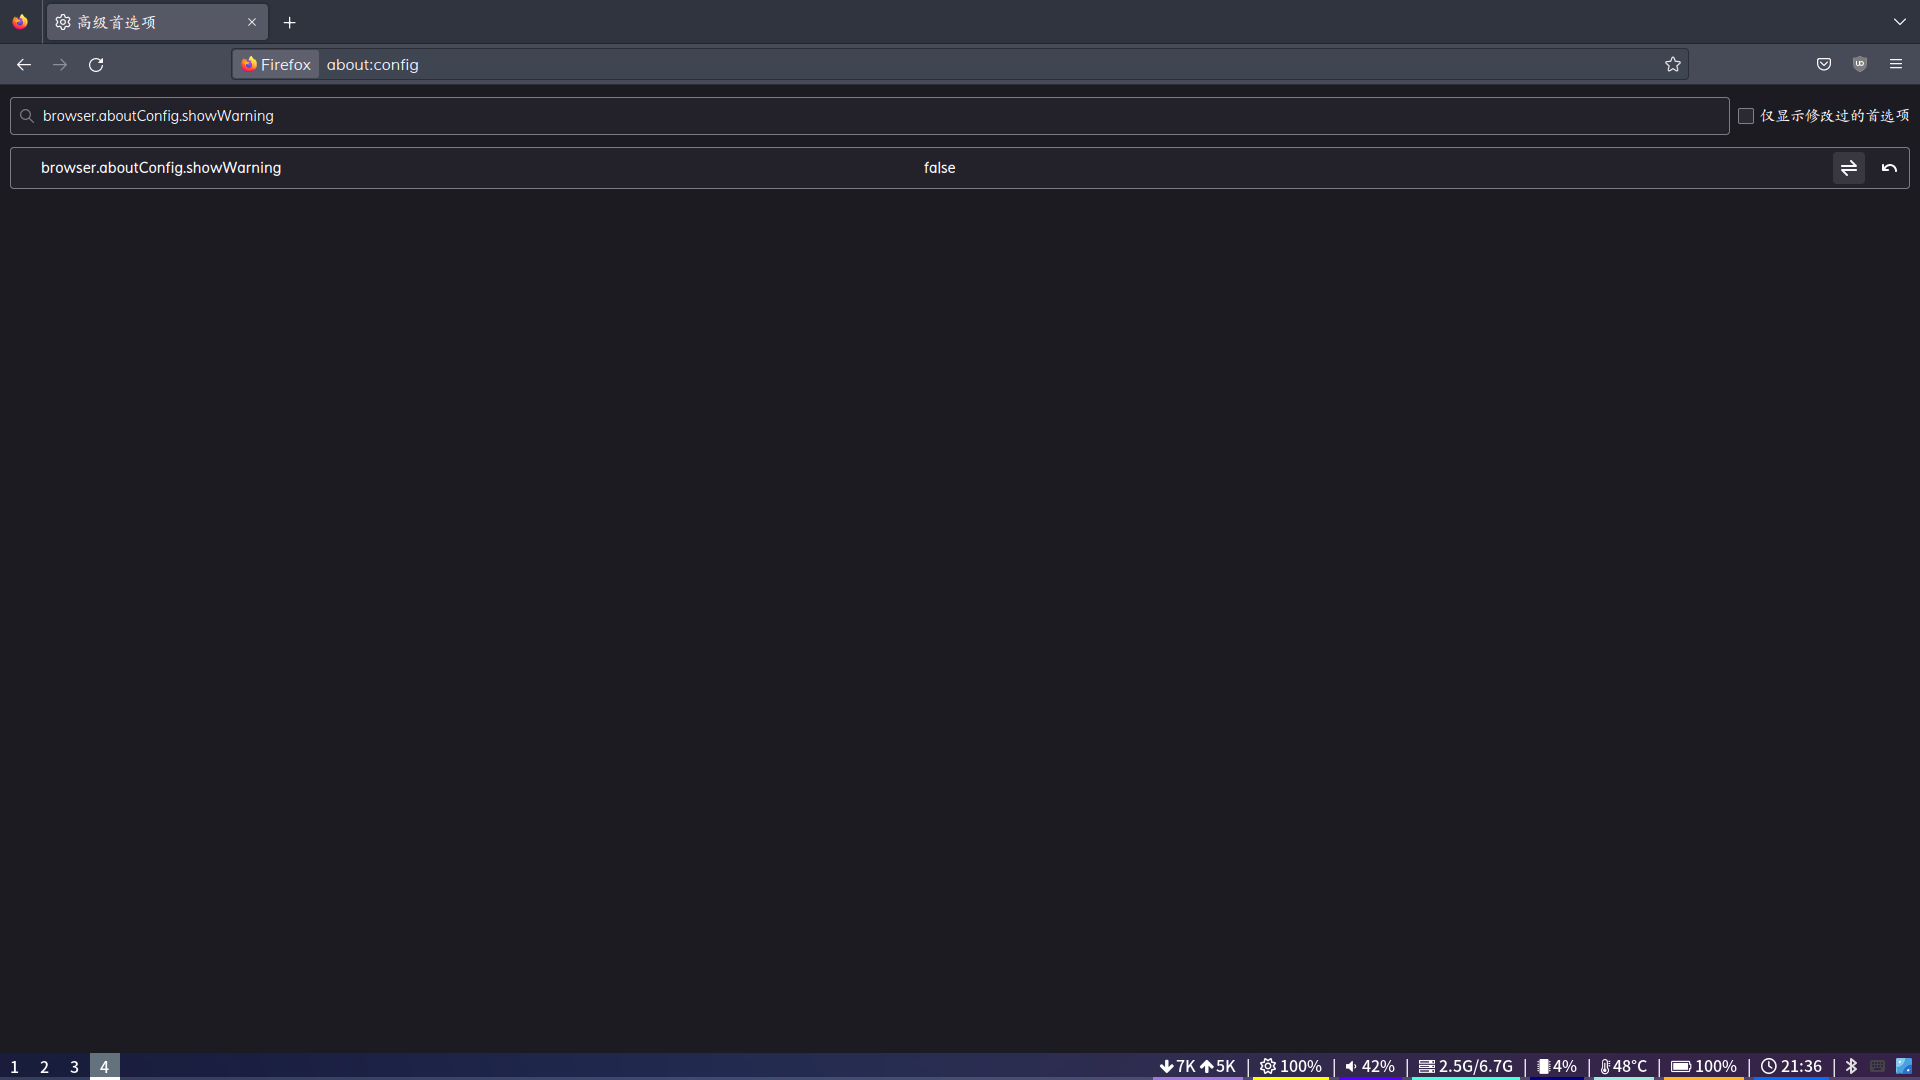 高级首选项
Firefox about:config
browser.aboutConfig.showWarning
仅显示修改过的首选项
browser.aboutConfig.showWarning false
1 2 3 4 7K 5K | 100% | 42% | 2.5G/6.7G | 4% | 48°C | 100% | 21:36 |